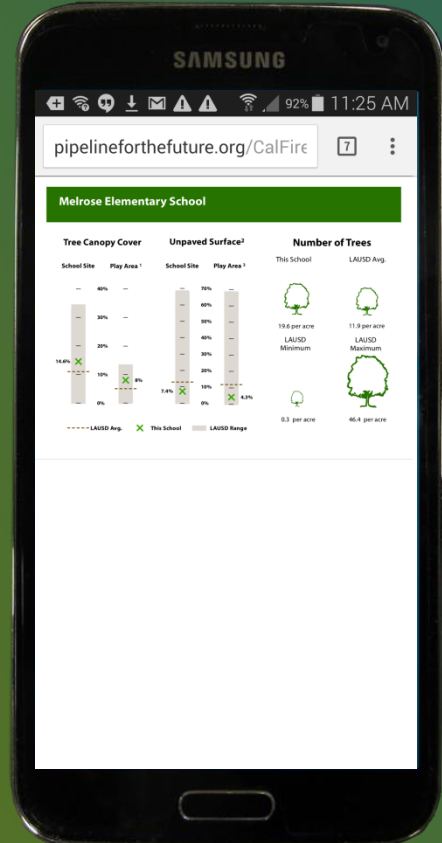 SAMSUNG
92% 11:25 AM
pipelineforthefuture.org/CalFire
7
Melrose Elementary School
Tree Canopy Cover
School Site Play Area ¹
40%
30%
20%
10%
0%
14.6%
8%
Unpaved Surface²
School Site Play Area ³
70%
60%
50%
40%
30%
20%
10%
0%
7.4%
4.3%
LAUSD Avg. This School LAUSD Range
Number of Trees
This School LAUSD Avg.
19.6 per acre 11.9 per acre
LAUSD Minimum
LAUSD Maximum
0.3 per acre 46.4 per acre